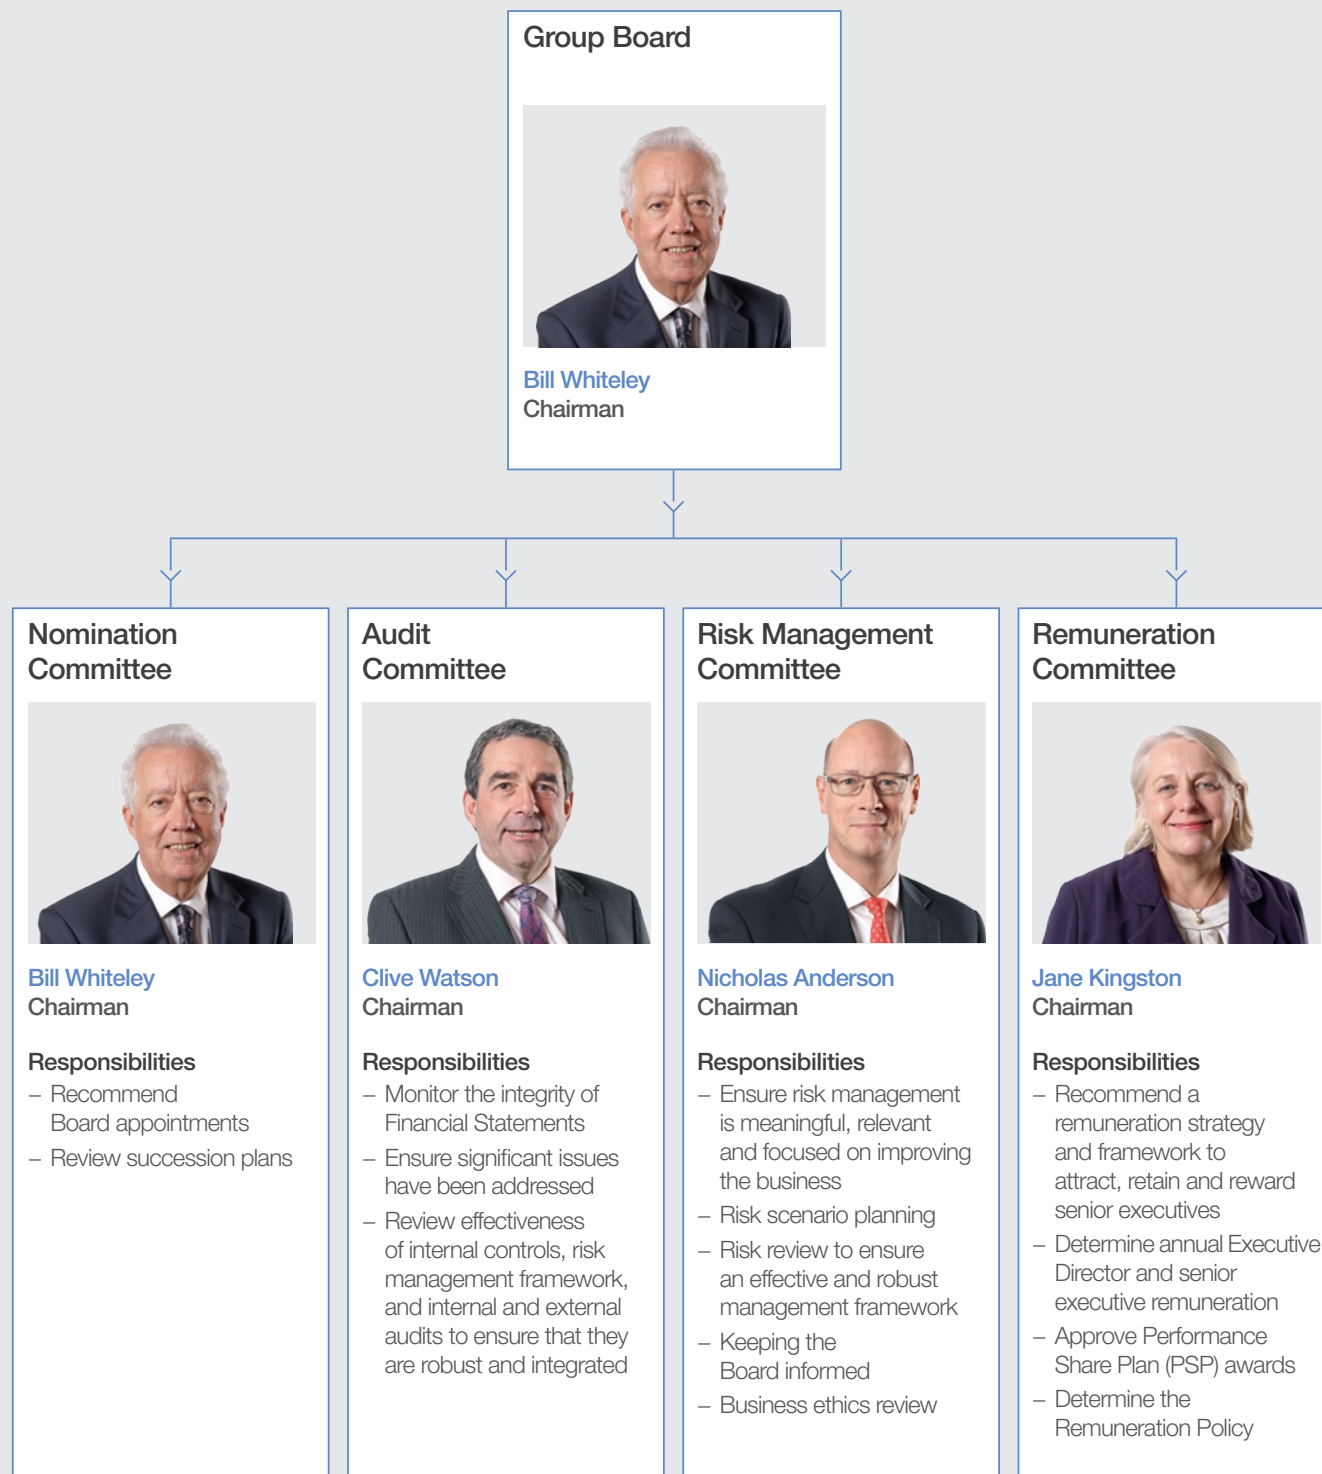 Group Board
Bill Whiteley
Chairman
Nomination
Committee
Bill Whiteley
Chairman
Responsibilities
– Recommend
Board appointments
– Review succession plans
Audit
Committee
Clive Watson
Chairman
Responsibilities
– Monitor the integrity of
Financial Statements
– Ensure significant issues
have been addressed
– Review effectiveness
of internal controls, risk
management framework,
and internal and external
audits to ensure that they
are robust and integrated
Risk Management
Committee
Nicholas Anderson
Chairman
Responsibilities
– Ensure risk management
is meaningful, relevant
and focused on improving
the business
– Risk scenario planning
– Risk review to ensure
an effective and robust
management framework
– Keeping the
Board informed
– Business ethics review
Remuneration
Committee
Jane Kingston
Chairman
Responsibilities
– Recommend a
remuneration strategy
and framework to
attract, retain and reward
senior executives
– Determine annual Executive
Director and senior
executive remuneration
– Approve Performance
Share Plan (PSP) awards
– Determine the
Remuneration Policy